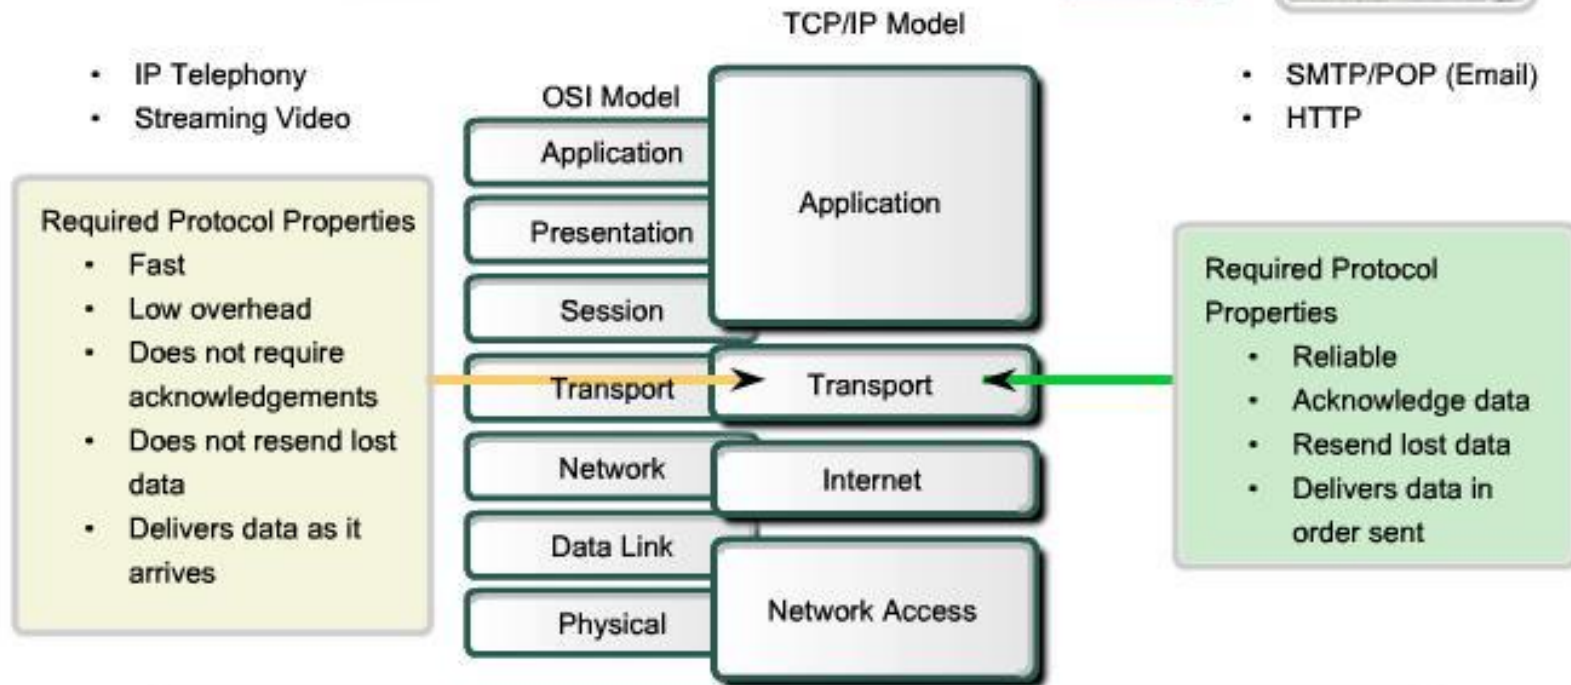 TCP/IP Model
• IP Telephony
• Streaming Video
OSI Model
Application
Presentation
Session
Transport
Network
Data Link
Physical
Application
Transport
Internet
Network Access
• SMTP/POP (Email)
• HTTP
Required Protocol Properties
• Fast
• Low overhead
• Does not require
acknowledgements
• Does not resend lost
data
• Delivers data as it
arrives
Required Protocol
Properties
• Reliable
• Acknowledge data
• Resend lost data
• Delivers data in
order sent